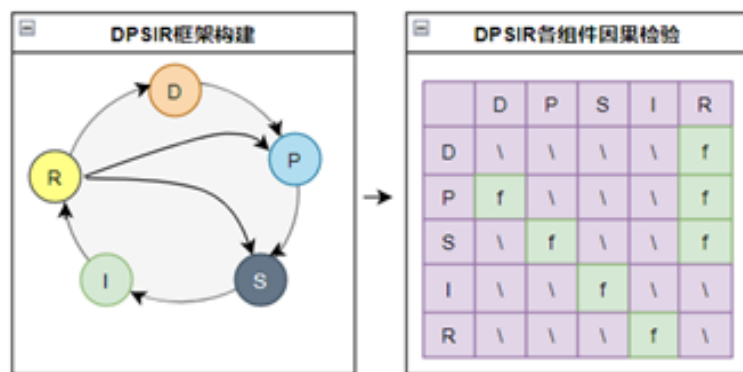 DPSIR框架构建
D
P
R
I
S
DPSIR各组件因果检验
D P S I R
D \ \ \ \ f
P f \ \ \ f
S \ f \ \ f
I \ \ f \ \
R \ \ \ f \